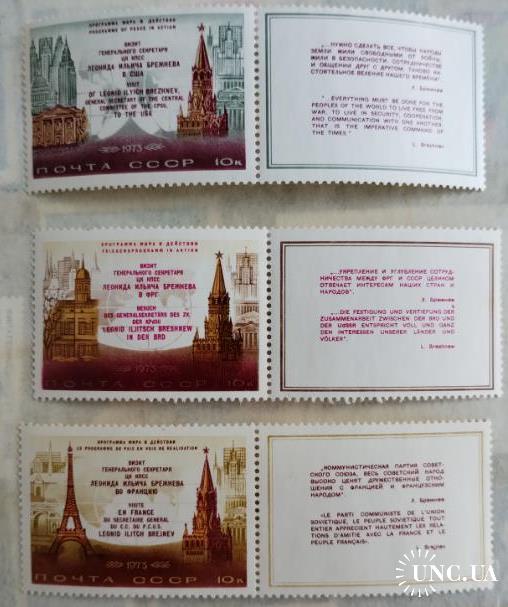 ПРОГРАММА МИРА В ДЕЙСТВИИ
PROGRAMME OF PEACE IN ACTION
ВИЗИТ
ГЕНЕРАЛЬНОГО СЕКРЕТАРЯ
ЦК КПСС
ЛЕОНИДА ИЛЬИЧА БРЕЖНЕВА
В США
VISIT
OF LEONID ILYICH BREZHNEV,
GENERAL SECRETARY OF THE CENTRAL
COMMITTEE OF THE CPSU,
TO THE USA
1973
ПОЧТА СССР 10к
"...НУЖНО СДЕЛАТЬ ВСЕ, ЧТОБЫ НАРОДЫ
ЗЕМЛИ ЖИЛИ СВОБОДНЫМИ ОТ ВОЙНЫ,
ЖИЛИ В БЕЗОПАСНОСТИ, СОТРУДНИЧЕСТВЕ
И ОБЩЕНИИ ДРУГ С ДРУГОМ. ТАКОВО НА-
СТОЯТЕЛЬНОЕ ВЕЛЕНИЕ НАШЕГО ВРЕМЕНИ"
Л. Брежнев
"...EVERYTHING MUST BE DONE FOR THE
PEOPLES OF THE WORLD TO LIVE FREE FROM
WAR, TO LIVE IN SECURITY, COOPERATION
AND COMMUNICATION WITH ONE ANOTHER
THAT IS THE IMPERATIVE COMMAND OF
THE TIMES."
L. Brezhnev
ПРОГРАММА МИРА В ДЕЙСТВИИ
FRIEDENSPROGRAMM IN AKTION
ВИЗИТ
ГЕНЕРАЛЬНОГО СЕКРЕТАРЯ
ЦК КПСС
ЛЕОНИДА ИЛЬИЧА БРЕЖНЕВА
В ФРГ
BESUCH
DES GENERALSEKRETÄRS DES ZK
DER KPdSU
LEONID ILJITSCH BRESHNEW
IN DER BRD
1973
ПОЧТА СССР 10к
"...УКРЕПЛЕНИЕ И УГЛУБЛЕНИЕ СОТРУД-
НИЧЕСТВА МЕЖДУ ФРГ И СССР ЦЕЛИКОМ
ОТВЕЧАЕТ ИНТЕРЕСАМ НАШИХ СТРАН И
НАРОДОВ".
Л. Брежнев
"...DIE FESTIGUNG UND VERTIEFUNG DER
ZUSAMMENARBEIT ZWISCHEN DER BRD UND
DER UdSSR ENTSPRICHT VOLL UND GANZ
DEN INTERESSEN UNSERER LÄNDER UND
VÖLKER".
L. Breshnew
ПРОГРАММА МИРА В ДЕЙСТВИИ
LE PROGRAMME DE PAIX EN VOIE DE REALISATION
ВИЗИТ
ГЕНЕРАЛЬНОГО СЕКРЕТАРЯ
ЦК КПСС
ЛЕОНИДА ИЛЬИЧА БРЕЖНЕВА
ВО ФРАНЦИЮ
VISITE
EN FRANCE
DU SECRETAIRE GENERAL
DU C.C. DU P.C.U.S.
LEONID ILITCH BREJNEV
1973
ПОЧТА СССР 10к
"КОММУНИСТИЧЕСКАЯ ПАРТИЯ СОВЕТ-
СКОГО СОЮЗА, ВЕСЬ СОВЕТСКИЙ НАРОД
ВЫСОКО ЦЕНЯТ ДРУЖЕСТВЕННЫЕ ОТНО-
ШЕНИЯ С ФРАНЦИЕЙ И ФРАНЦУЗСКИМ
НАРОДОМ"
Л. Брежнев
«LE PARTI COMMUNISTE DE L'UNION
SOVIETIQUE, LE PEUPLE SOVIETIQUE TOUT
ENTIER APPRECIENT HAUTEMENT LES RELA-
TIONS D'AMITIE AVEC LA FRANCE ET LE
PEUPLE FRANÇAIS».
L. Brejnev
UNC.UA